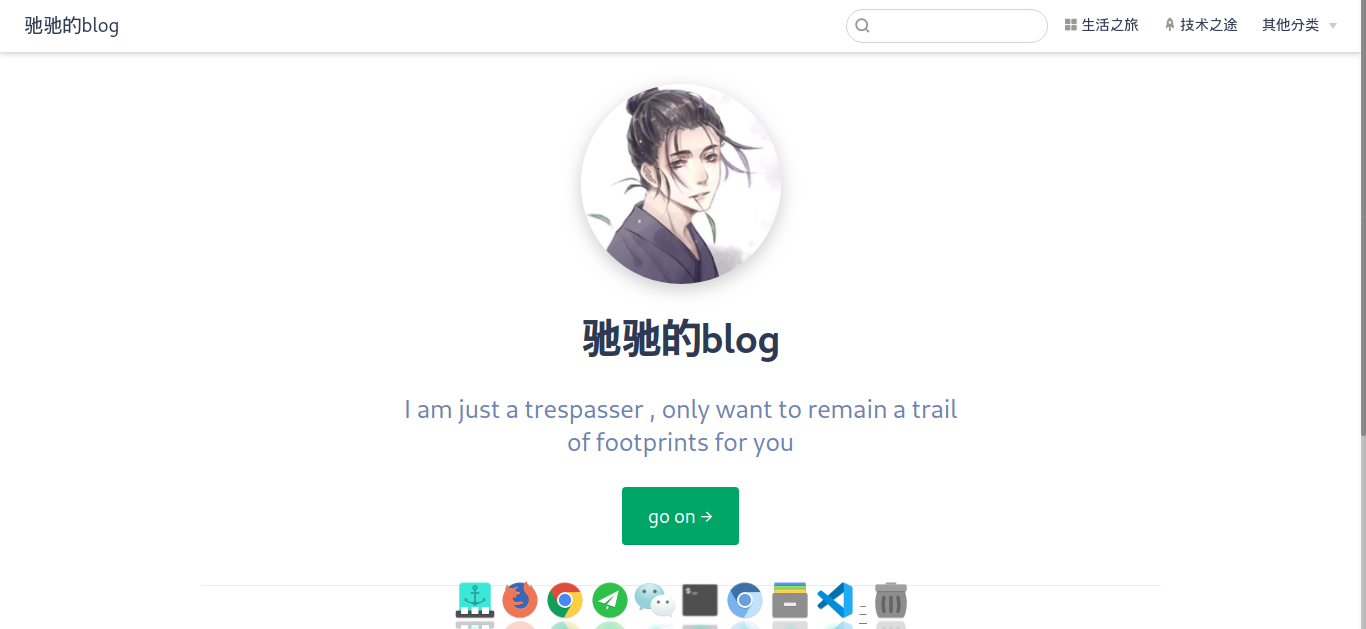 驰驰的blog
生活之旅
技术之途
其他分类
驰驰的blog
I am just a trespasser , only want to remain a trail
of footprints for you
go on →